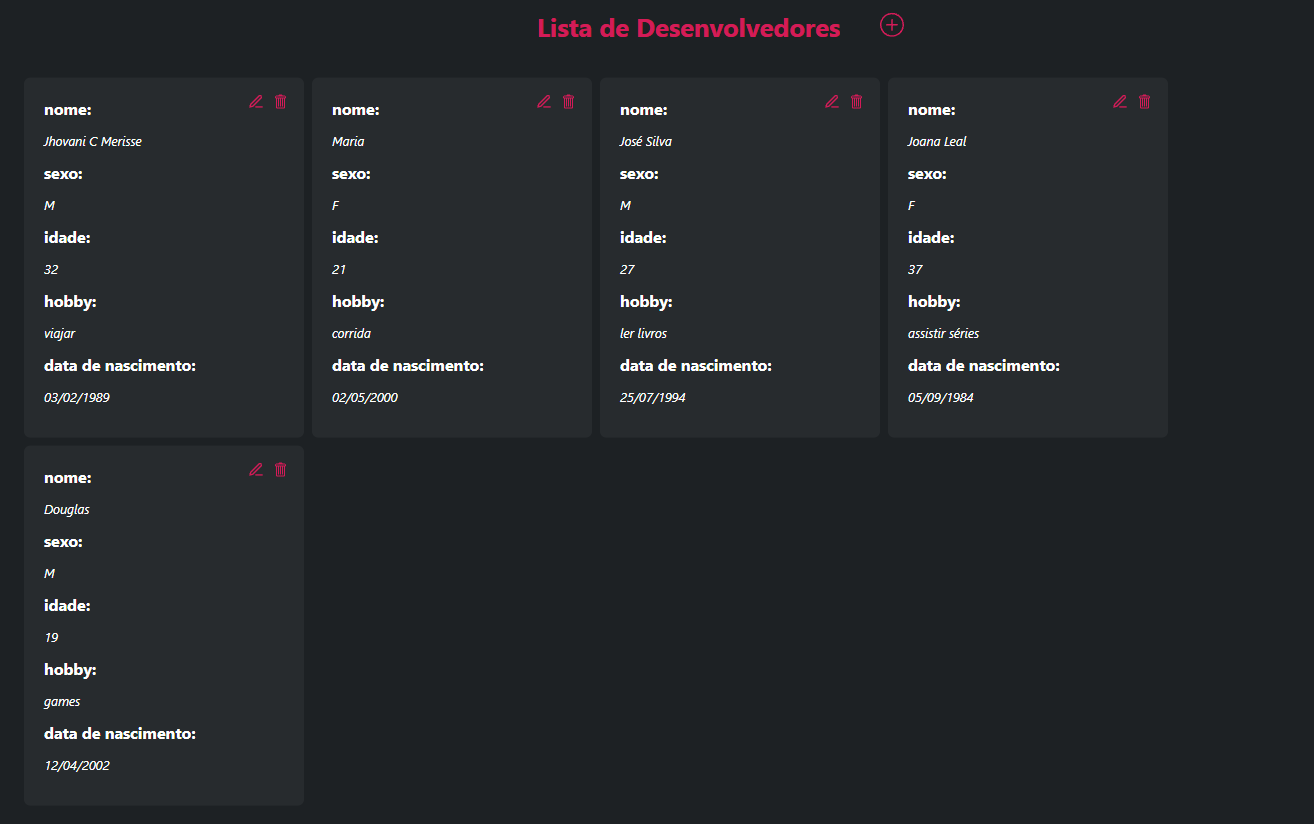 Lista de Desenvolvedores
nome:
Jhovani C Merisse
sexo:
M
idade:
32
hobby:
viajar
data de nascimento:
03/02/1989
nome:
Maria
sexo:
F
idade:
21
hobby:
corrida
data de nascimento:
02/05/2000
nome:
José Silva
sexo:
M
idade:
27
hobby:
ler livros
data de nascimento:
25/07/1994
nome:
Joana Leal
sexo:
F
idade:
37
hobby:
assistir séries
data de nascimento:
05/09/1984
nome:
Douglas
sexo:
M
idade:
19
hobby:
games
data de nascimento:
12/04/2002